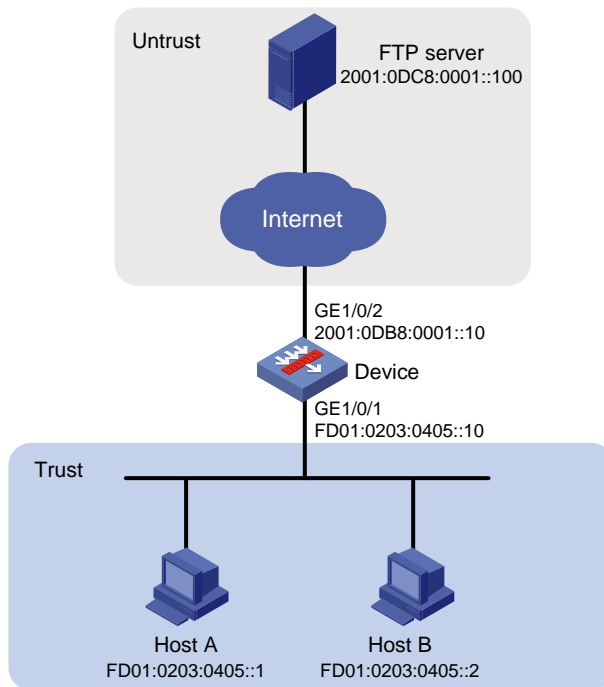 Untrust
FTP server
2001:0DC8:0001::100
Internet
GE1/0/2
2001:0DB8:0001::10
Device
GE1/0/1
FD01:0203:0405::10
Trust
Host A
FD01:0203:0405::1
Host B
FD01:0203:0405::2